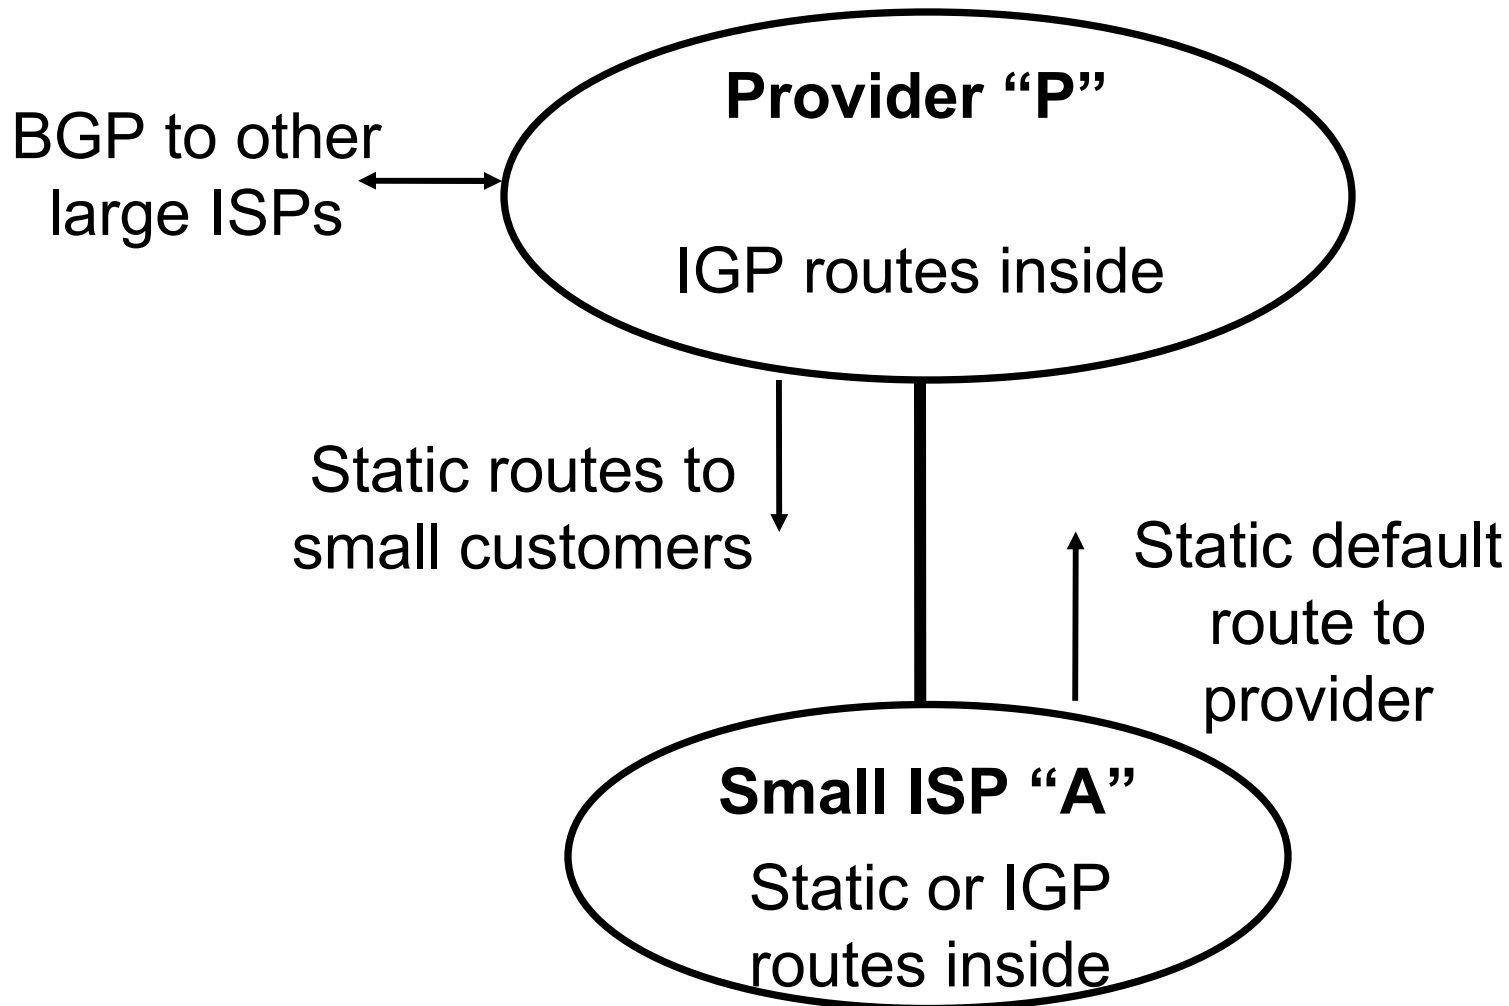 Provider “P”
BGP to other
large ISPs
IGP routes inside
Static routes to
small customers
Static default
route to
provider
Small ISP “A”
Static or IGP
routes inside